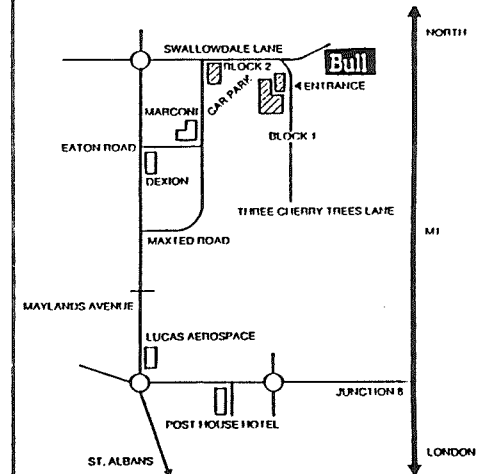 NORTH
SWALLOWDALE LANE
Bull
BLOCK 2
ENTRANCE
CAR PARK
MARCONI
BLOCK 1
EATON ROAD
DEXION
THREE CHERRY TREES LANE
MAXTED ROAD
M1
MAYLANDS AVENUE
LUCAS AEROSPACE
JUNCTION 8
POST HOUSE HOTEL
ST. ALBANS
LONDON